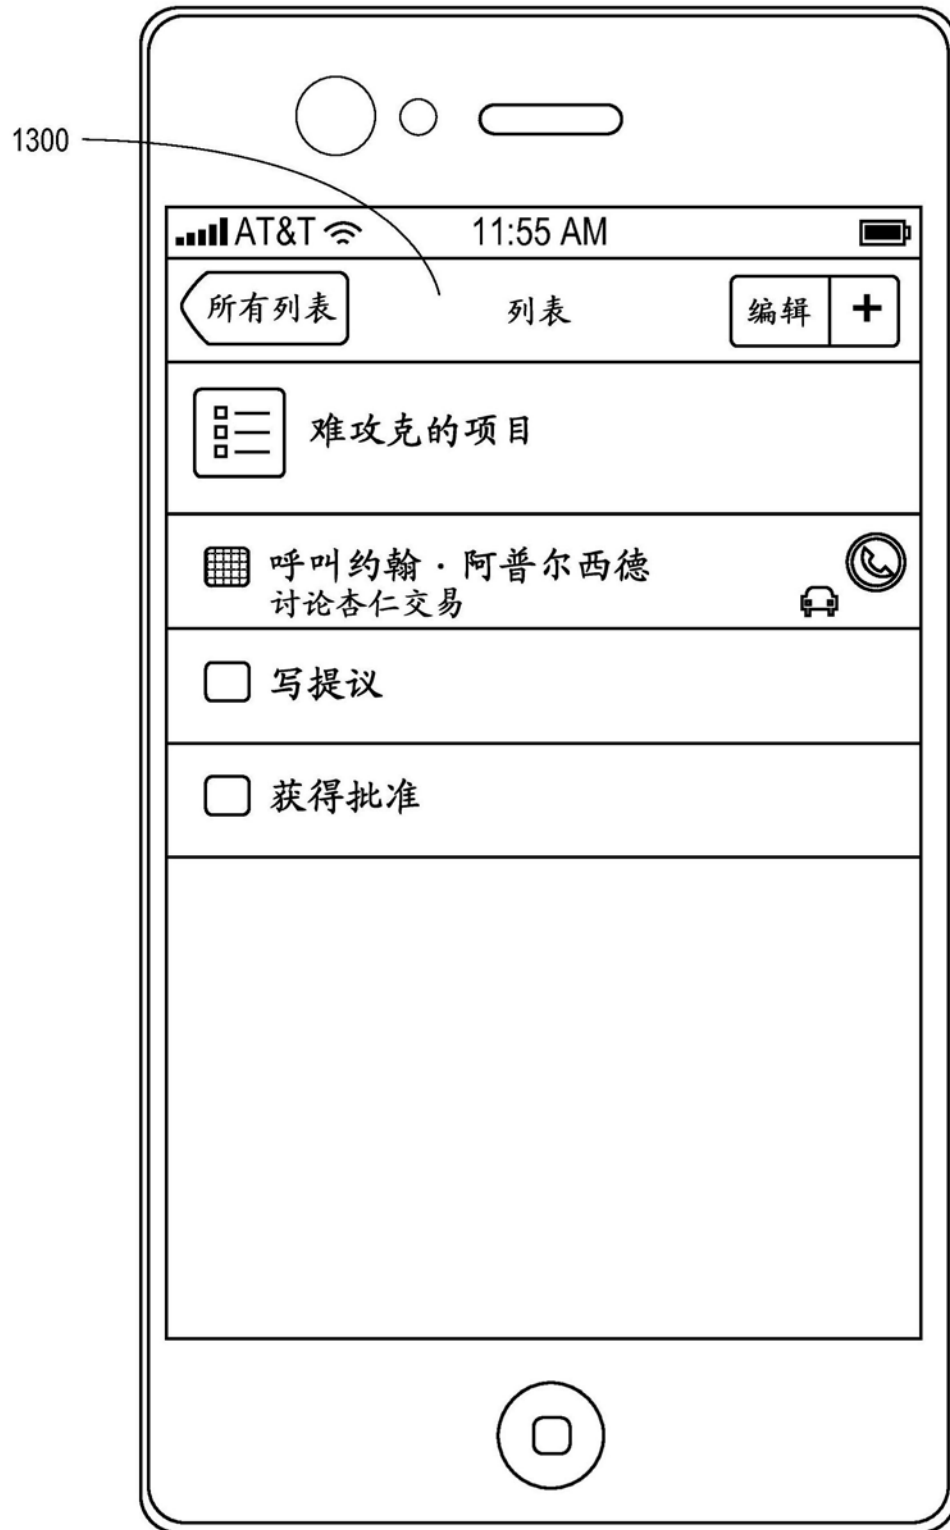 1300
AT&T 11:55 AM
所有列表 列表 编辑 +
难攻克的项目
呼叫约翰·阿普尔西德
讨论杏仁交易
写提议
获得批准